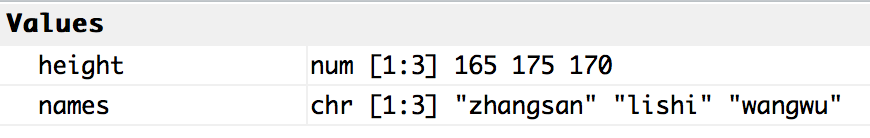 Values
height num [1:3] 165 175 170
names chr [1:3] "zhangsan" "lishi" "wangwu"